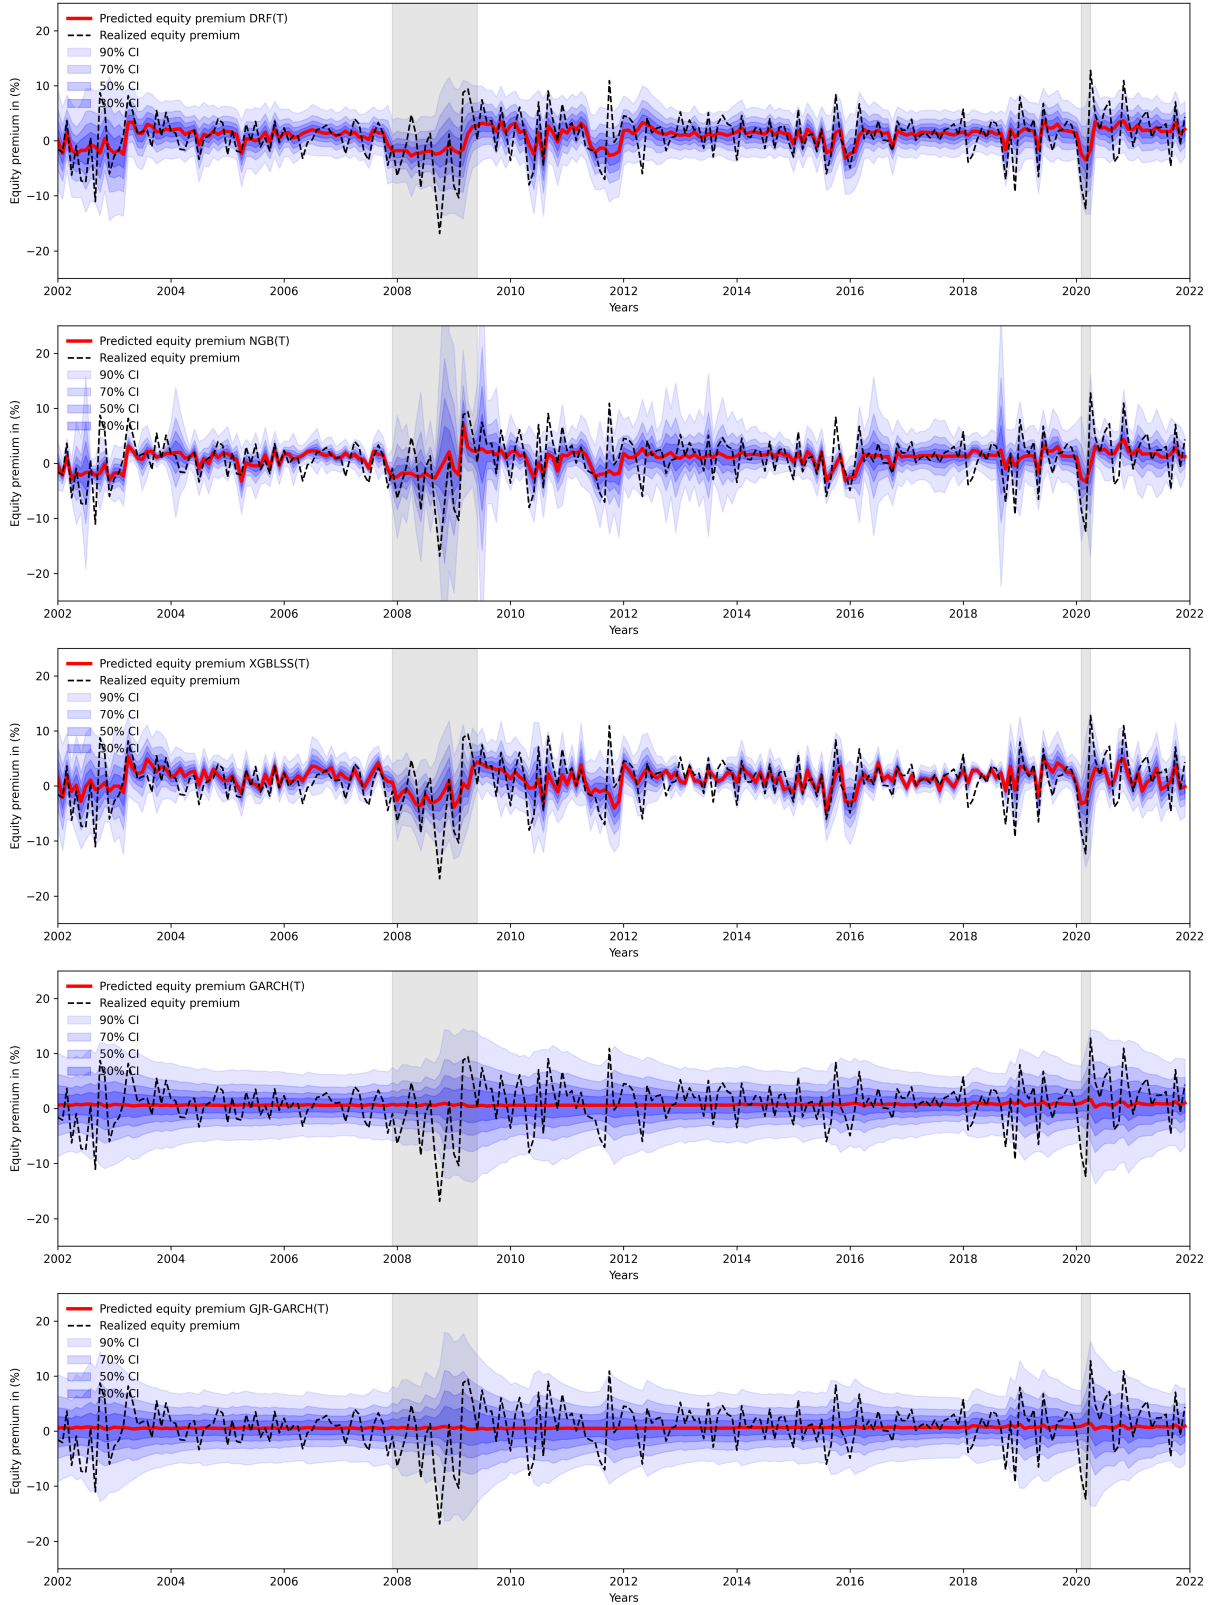 Predicted equity premium DRF(T)
Realized equity premium
90% CI
70% CI
50% CI
30% CI
Equity premium in (%)
20
10
0
−10
−20
2002 2004 2006 2008 2010 2012 2014 2016 2018 2020 2022
Years
Predicted equity premium NGB(T)
Realized equity premium
90% CI
70% CI
50% CI
30% CI
Equity premium in (%)
20
10
0
−10
−20
2002 2004 2006 2008 2010 2012 2014 2016 2018 2020 2022
Years
Predicted equity premium XGBLSS(T)
Realized equity premium
90% CI
70% CI
50% CI
30% CI
Equity premium in (%)
20
10
0
−10
−20
2002 2004 2006 2008 2010 2012 2014 2016 2018 2020 2022
Years
Predicted equity premium GARCH(T)
Realized equity premium
90% CI
70% CI
50% CI
30% CI
Equity premium in (%)
20
10
0
−10
−20
2002 2004 2006 2008 2010 2012 2014 2016 2018 2020 2022
Years
Predicted equity premium GJR-GARCH(T)
Realized equity premium
90% CI
70% CI
50% CI
30% CI
Equity premium in (%)
20
10
0
−10
−20
2002 2004 2006 2008 2010 2012 2014 2016 2018 2020 2022
Years